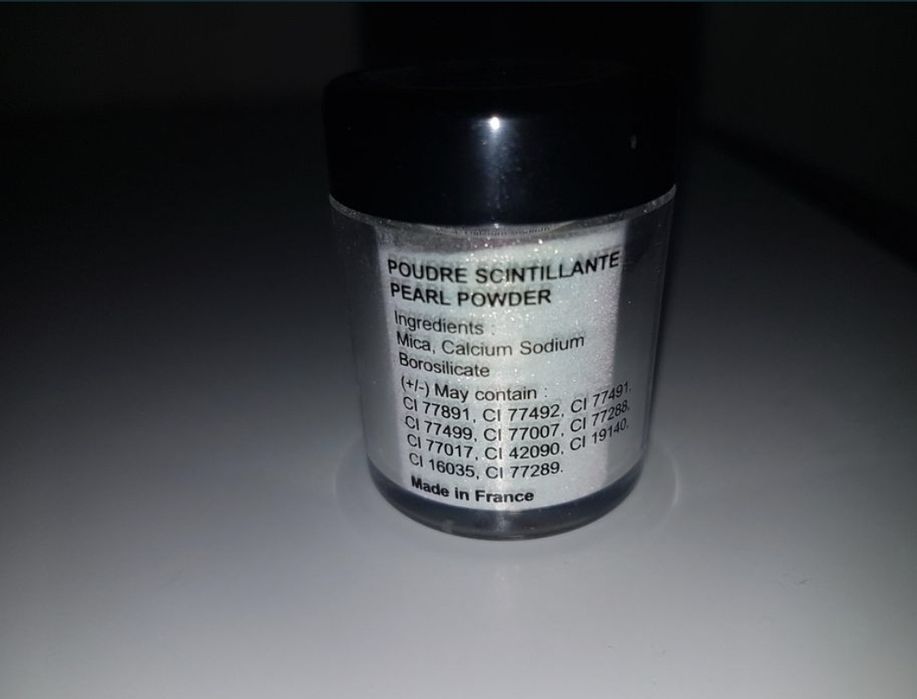 POUDRE SCINTILLANTE
PEARL POWDER
Ingredients :
Mica, Calcium Sodium
Borosilicate
(+/-) May contain :
CI 77891, CI 77492, CI 77491,
CI 77499, CI 77007, CI 77288,
CI 77017, CI 42090, CI 19140,
CI 16035, CI 77289.
Made in France